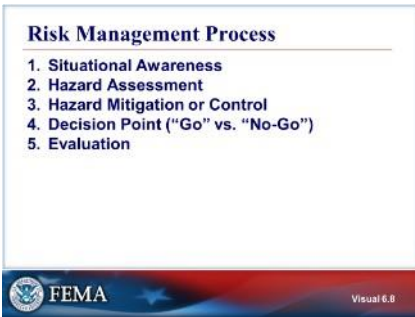 Risk Management Process
1. Situational Awareness
2. Hazard Assessment
3. Hazard Mitigation or Control
4. Decision Point (“Go” vs. “No-Go”)
5. Evaluation
FEMA
Visual 6.8